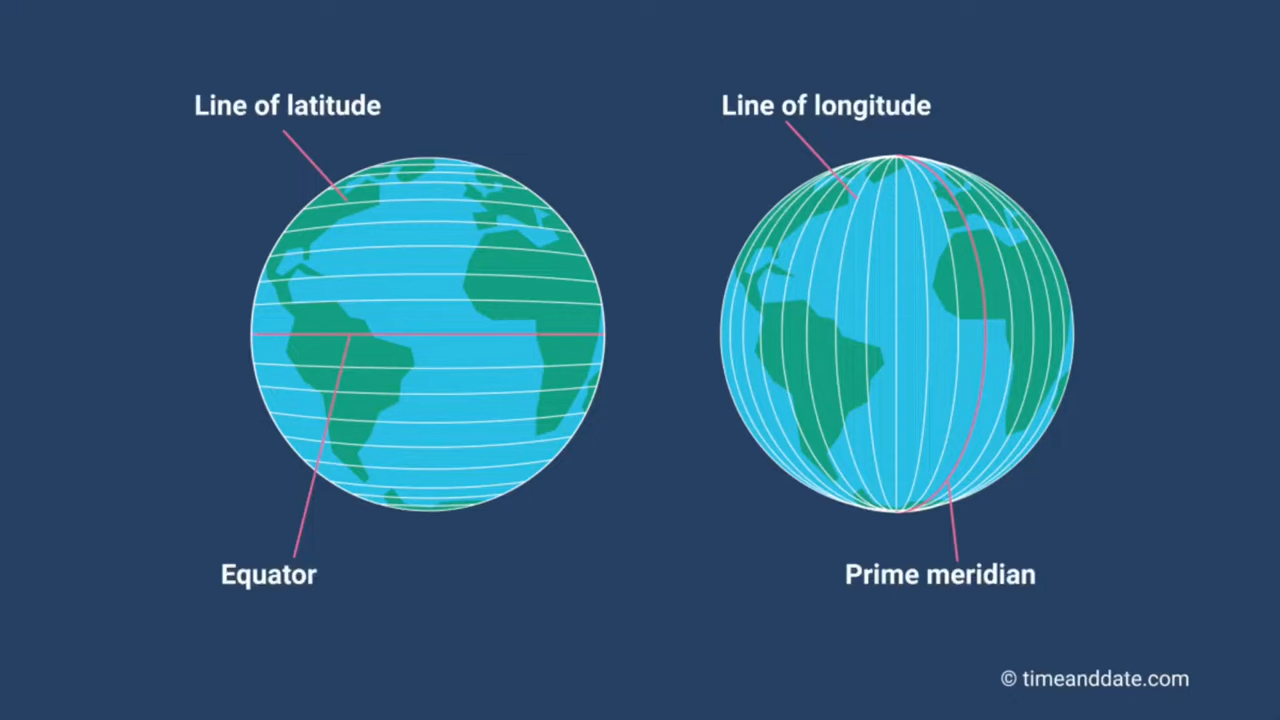 Line of latitude
Line of longitude
Equator
Prime meridian
© timeanddate.com